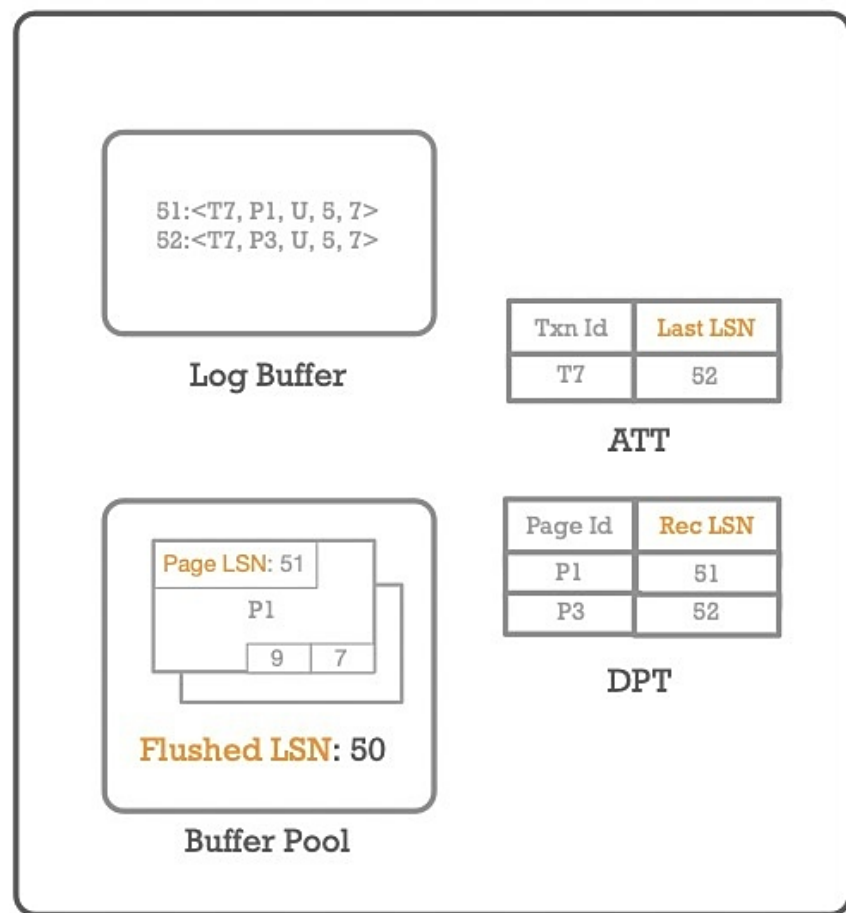 51:<T7, P1, U, 5, 7>
52:<T7, P3, U, 5, 7>
Log Buffer
Txn Id Last LSN
T7 52
ATT
Page LSN: 51
P1
9 7
Flushed LSN: 50
Buffer Pool
Page Id Rec LSN
P1 51
P3 52
DPT